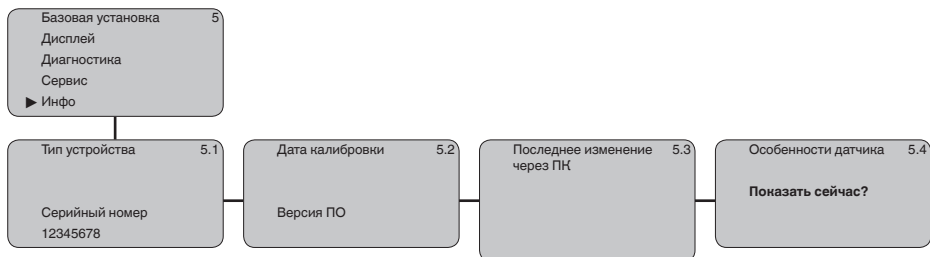 Базовая установка 5
Дисплей
Диагностика
Сервис
▶ Инфо
Тип устройства 5.1
Серийный номер
12345678
Дата калибровки 5.2
Версия ПО
Последнее изменение 5.3
через ПК
Особенности датчика 5.4
Показать сейчас?